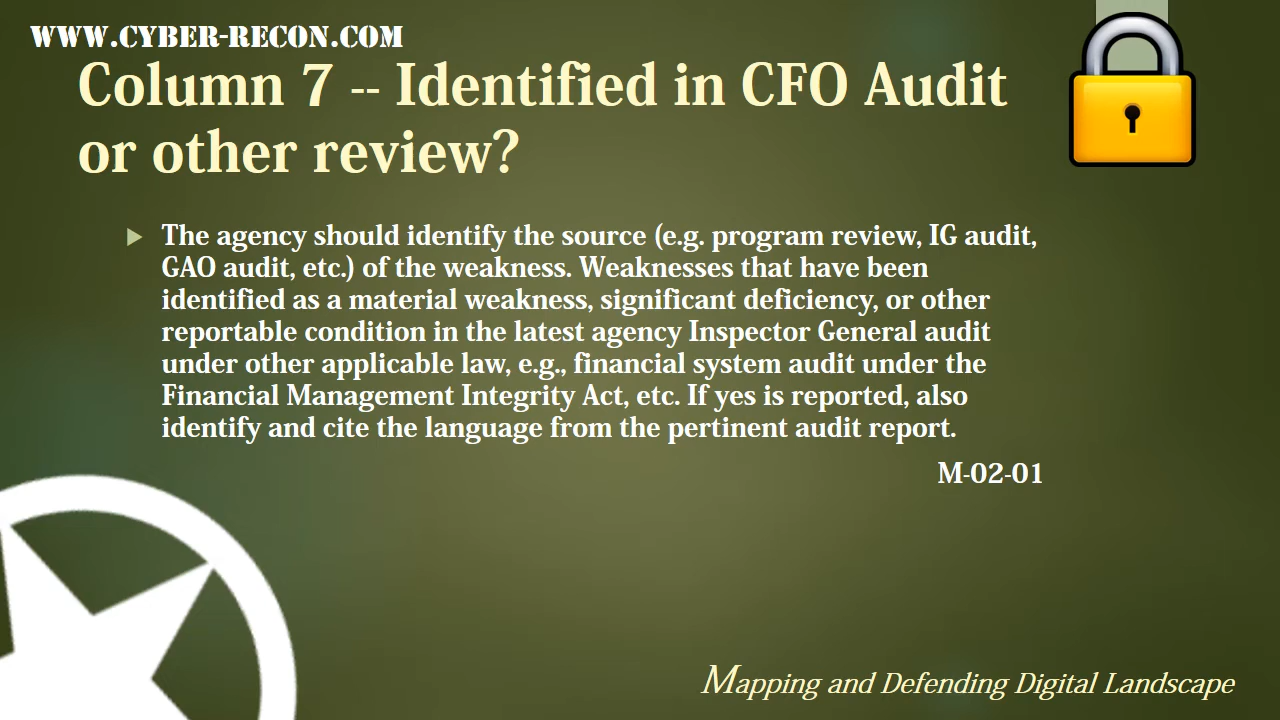 WWW.CYBER-RECON.COM
Column 7 -- Identified in CFO Audit
or other review?
The agency should identify the source (e.g. program review, IG audit,
GAO audit, etc.) of the weakness. Weaknesses that have been
identified as a material weakness, significant deficiency, or other
reportable condition in the latest agency Inspector General audit
under other applicable law, e.g., financial system audit under the
Financial Management Integrity Act, etc. If yes is reported, also
identify and cite the language from the pertinent audit report.
M-02-01
Mapping and Defending Digital Landscape